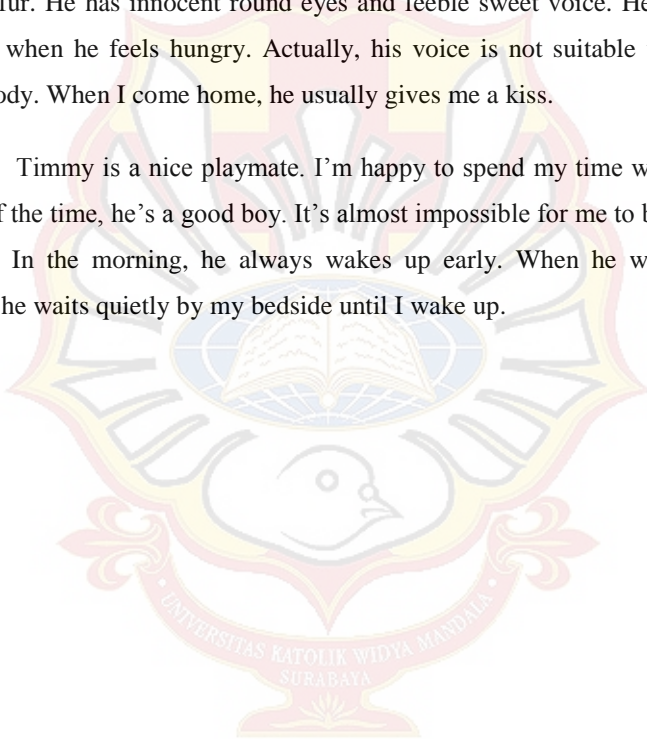 fur. He has innocent round eyes and feeble sweet voice. He
when he feels hungry. Actually, his voice is not suitable
ody. When I come home, he usually gives me a kiss.
Timmy is a nice playmate. I’m happy to spend my time w
f the time, he’s a good boy. It’s almost impossible for me to b
In the morning, he always wakes up early. When he w
he waits quietly by my bedside until I wake up.
UNIVERSITAS KATOLIK WIDYA MANDALA
SURABAYA